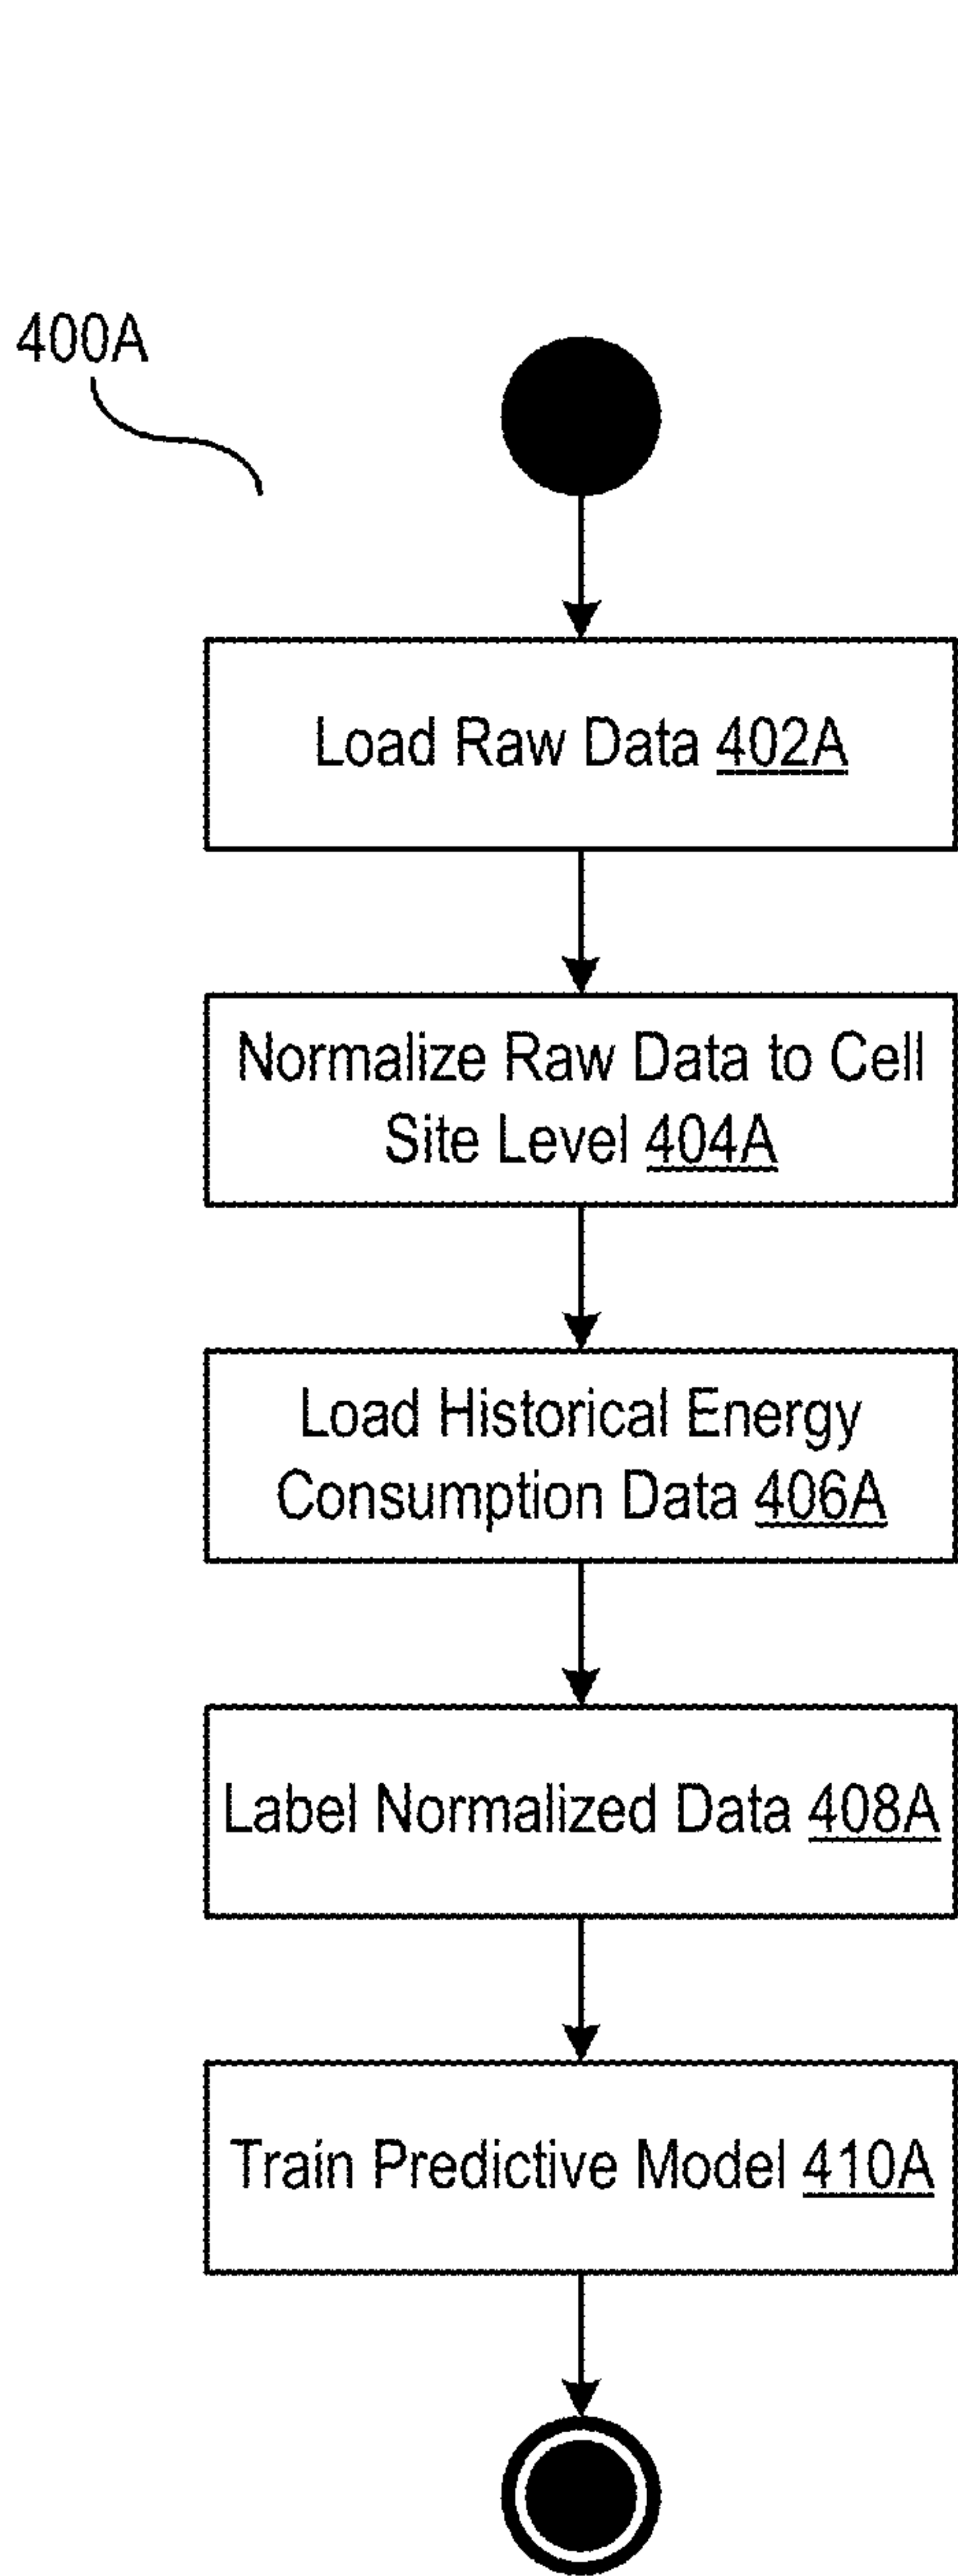 400A
Load Raw Data 402A
Normalize Raw Data to Cell
Site Level 404A
Load Historical Energy
Consumption Data 406A
Label Normalized Data 408A
Train Predictive Model 410A